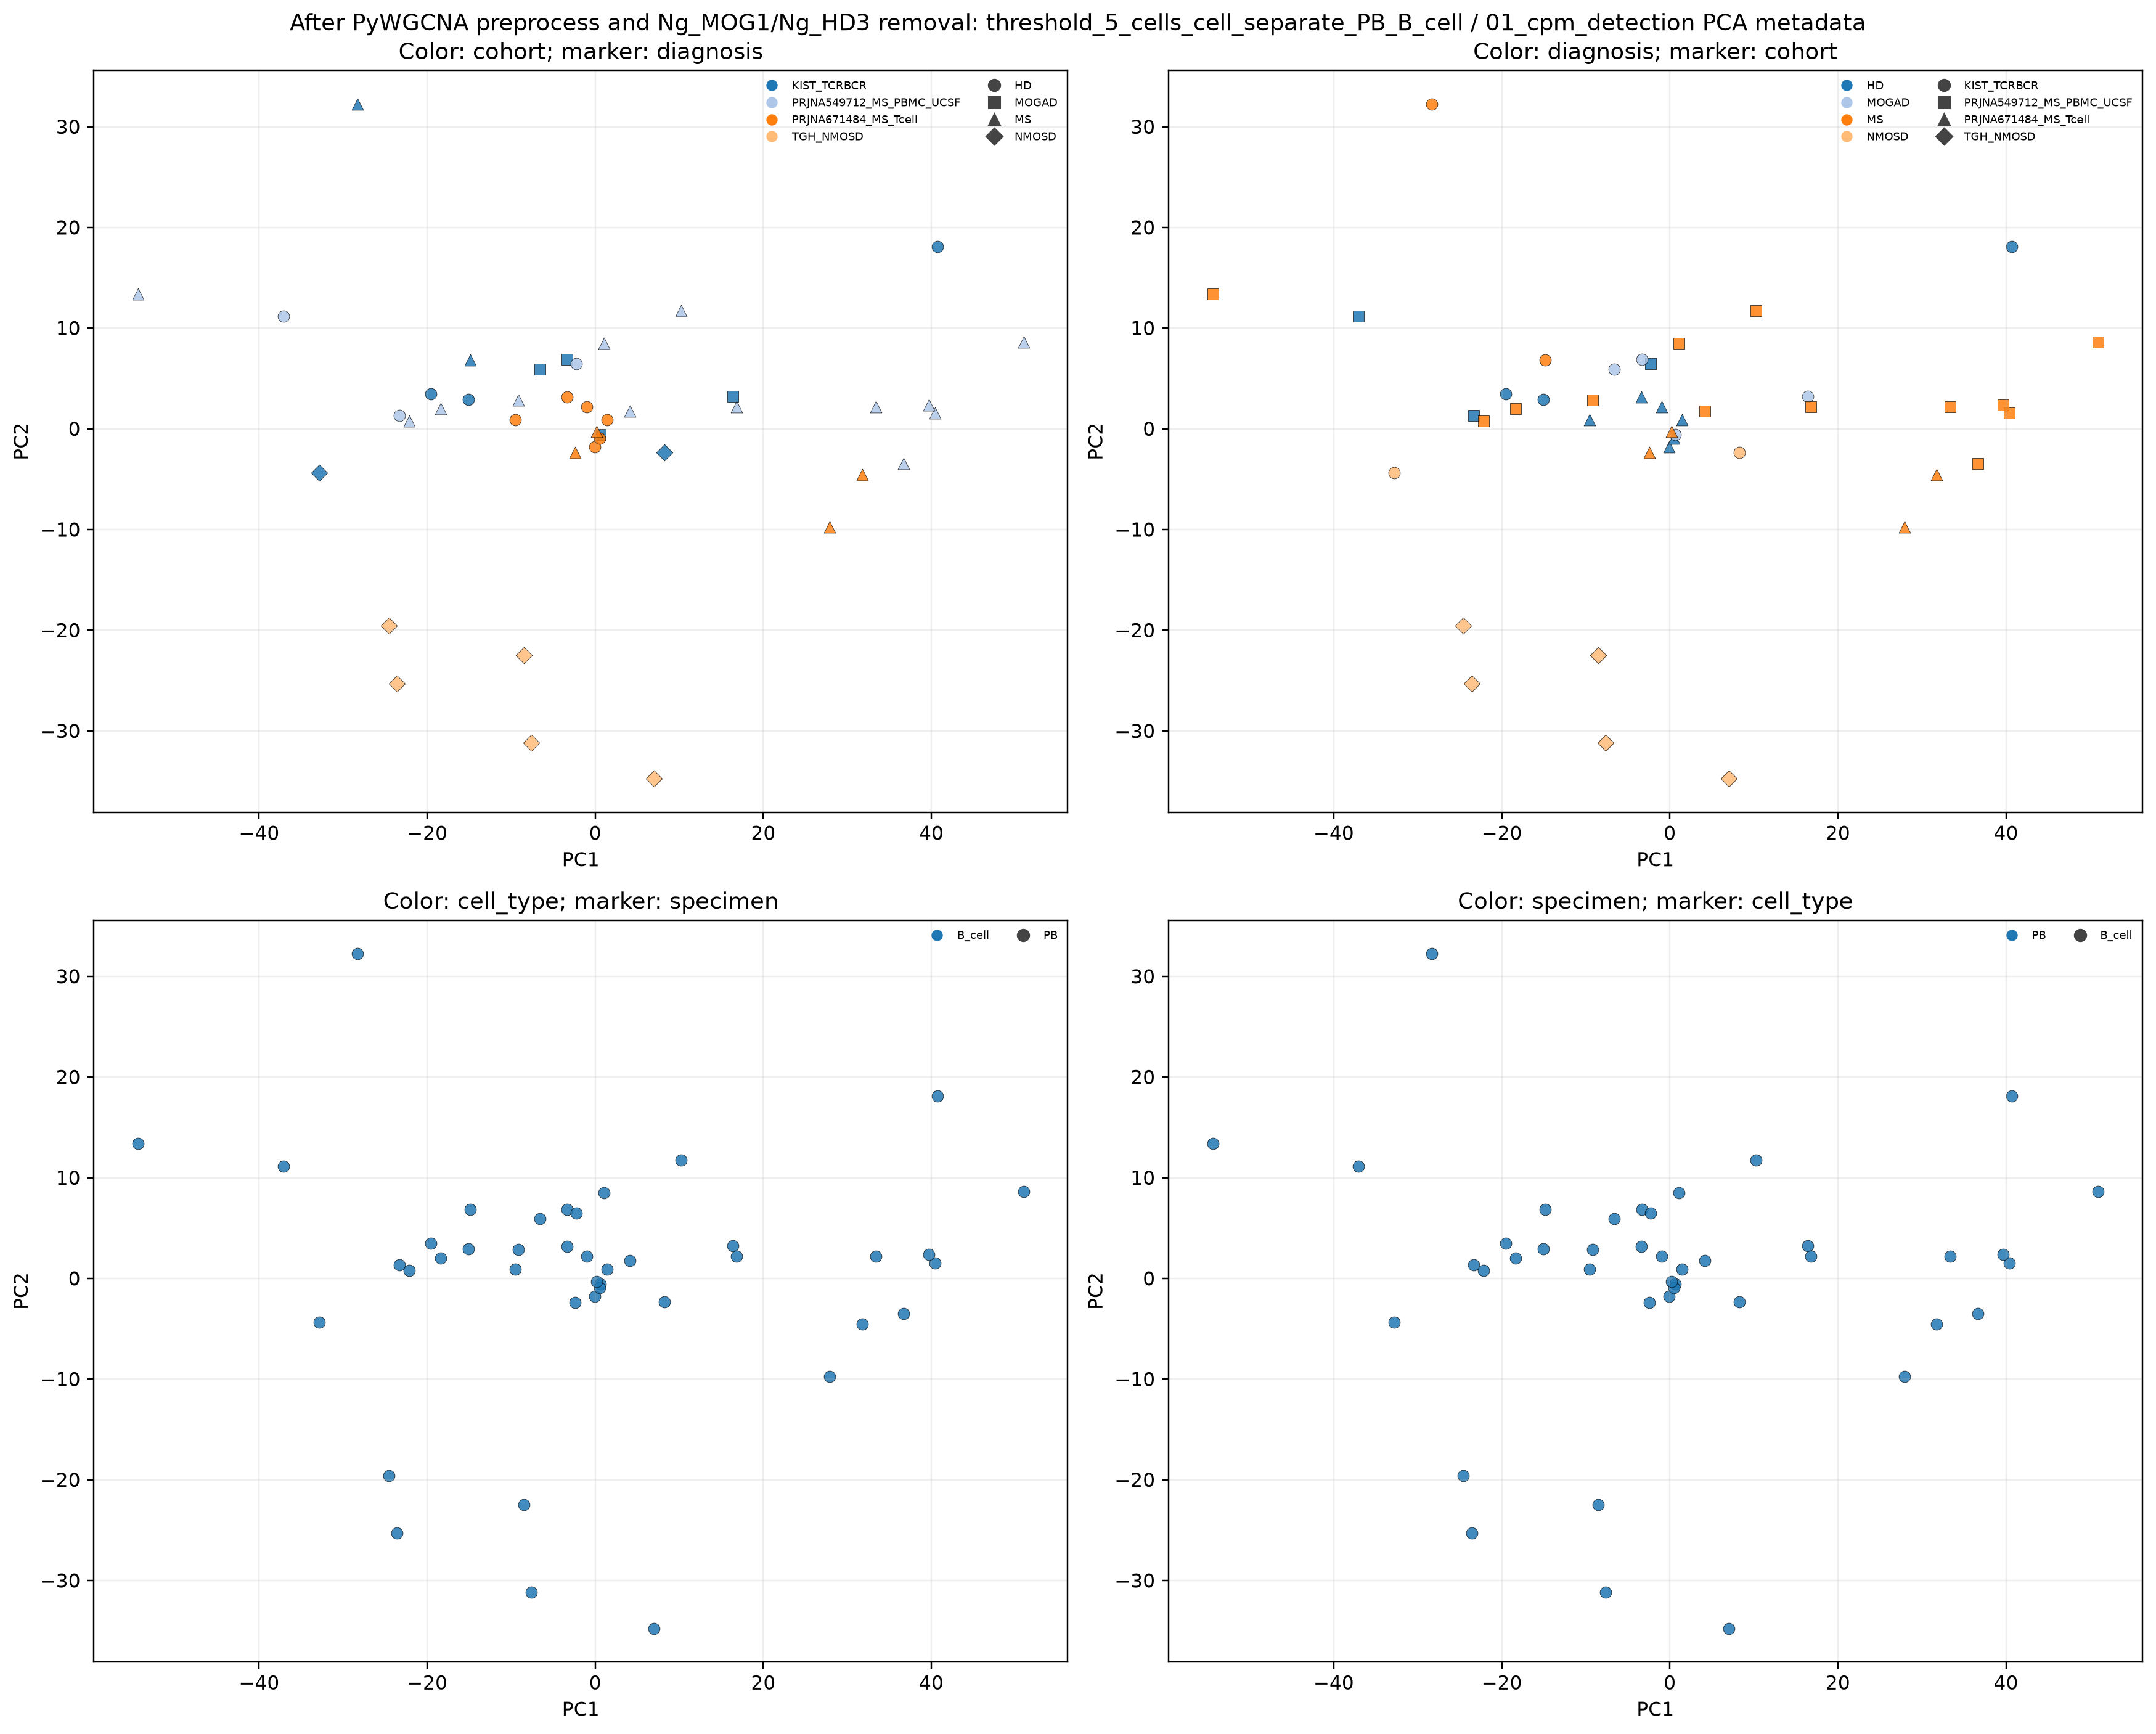 After PyWGCNA preprocess and Ng_MOG1/Ng_HD3 removal: threshold_5_cells_cell_separate_PB_B_cell / 01_cpm_detection PCA metadata
Color: cohort; marker: diagnosis
KIST_TCRBCR
PRJNA549712_MS_PBMC_UCSF
PRJNA671484_MS_Tcell
TGH_NMOSD
HD
MOGAD
MS
NMOSD
30
20
10
0
−10
−20
−30
PC2
−40
−20
0
20
40
PC1
Color: diagnosis; marker: cohort
HD
MOGAD
MS
NMOSD
KIST_TCRBCR
PRJNA549712_MS_PBMC_UCSF
PRJNA671484_MS_Tcell
TGH_NMOSD
30
20
10
0
−10
−20
−30
PC2
−40
−20
0
20
40
PC1
Color: cell_type; marker: specimen
B_cell
PB
30
20
10
0
−10
−20
−30
PC2
−40
−20
0
20
40
PC1
Color: specimen; marker: cell_type
PB
B_cell
30
20
10
0
−10
−20
−30
PC2
−40
−20
0
20
40
PC1